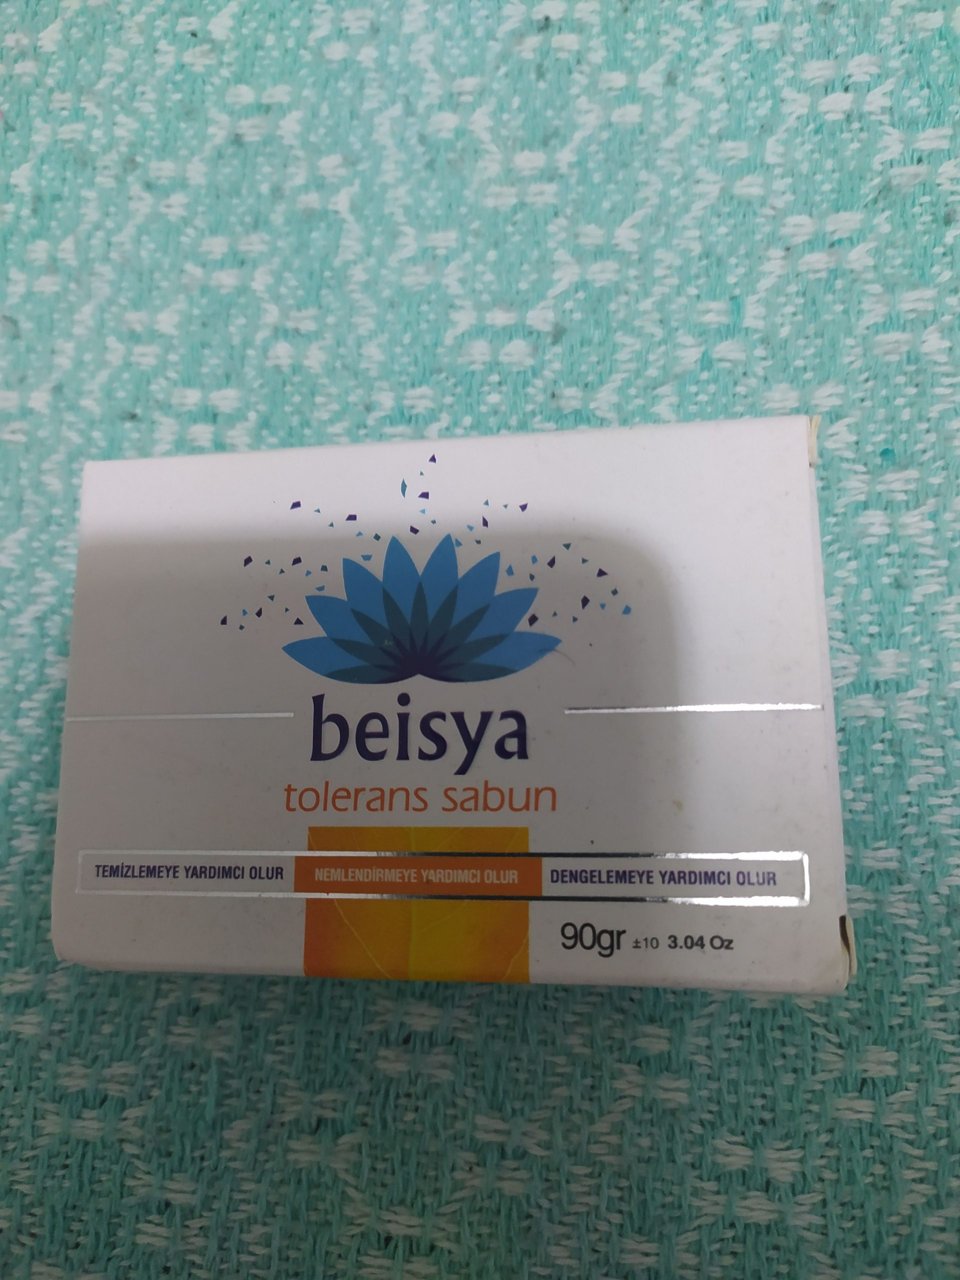 beisya
tolerans sabun
TEMİZLEMEYE YARDIMCI OLUR NEMLENDİRMEYE YARDIMCI OLUR DENGELEMEYE YARDIMCI OLUR
90gr ±10 3.04 Oz